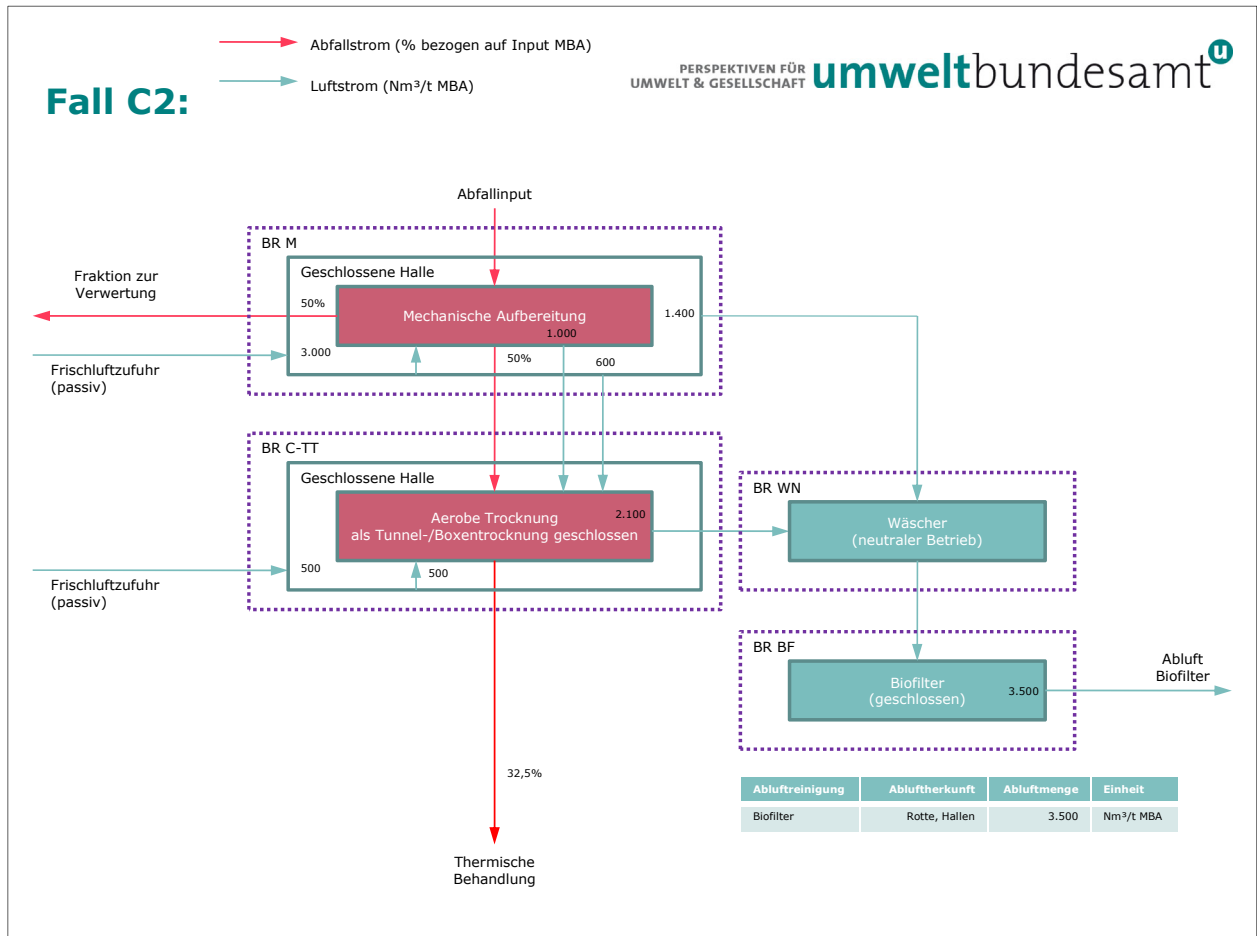 Abfallstrom (% bezogen auf Input MBA)
Luftstrom (Nm³/t MBA)
Fall C2:
PERSPEKTIVEN FÜR
UMWELT & GESELLSCHAFT
umweltbundesamt
u
Abfallinput
BR M
Geschlossene Halle
Fraktion zur
Verwertung
50%
Mechanische Aufbereitung
1.000
1.400
3.000
50%
600
Frischluftzufuhr
(passiv)
BR C-TT
Geschlossene Halle
Aerobe Trocknung
als Tunnel-/Boxentrocknung geschlossen
2.100
500
500
Frischluftzufuhr
(passiv)
BR WN
Wäscher
(neutraler Betrieb)
BR BF
Biofilter
(geschlossen)
3.500
Abluft
Biofilter
32,5%
Thermische
Behandlung
Abluftreinigung Abluftherkunft Abluftmenge Einheit
Biofilter Rotte, Hallen 3.500 Nm³/t MBA